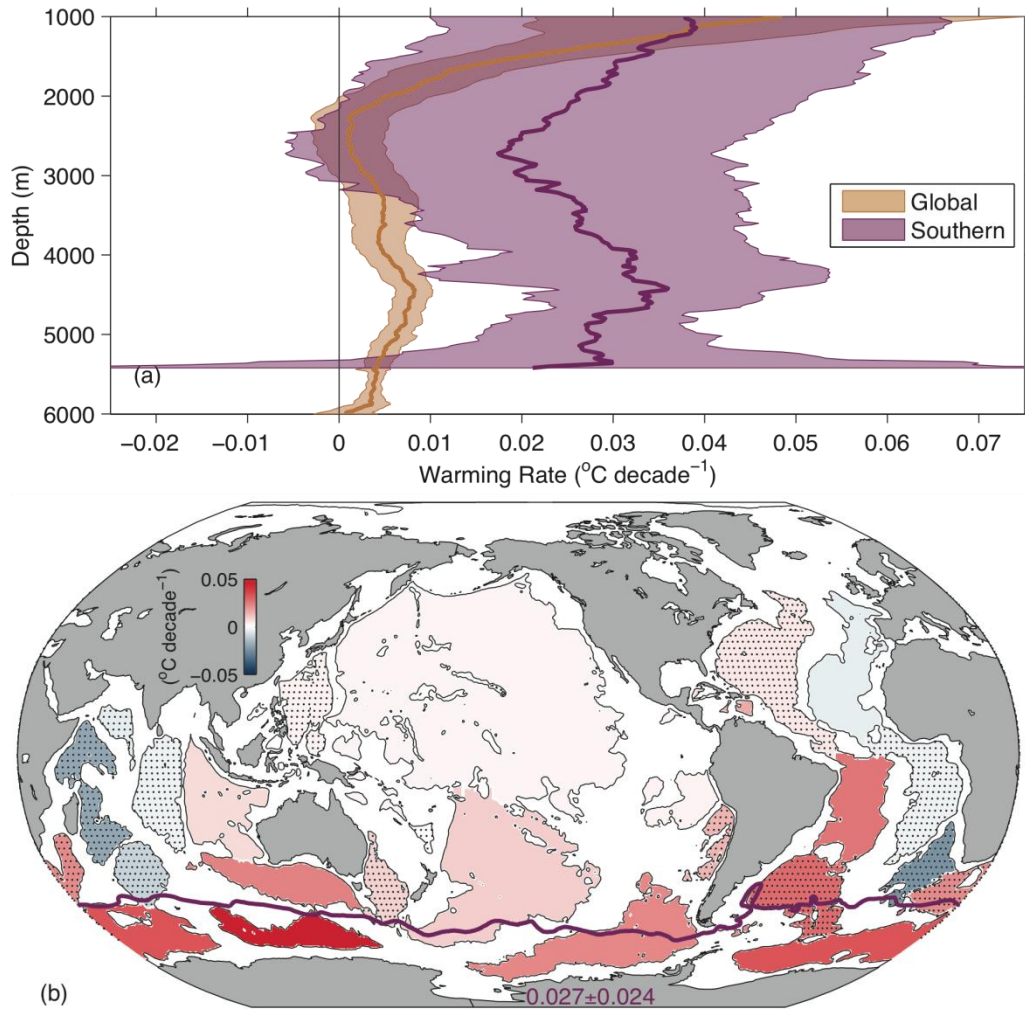 1000
2000
3000
4000
5000
6000
Depth (m)
Global
Southern
(a)
−0.02 −0.01 0 0.01 0.02 0.03 0.04 0.05 0.06 0.07
Warming Rate (°C decade⁻¹)
0.05
0
−0.05
(°C decade⁻¹)
(b)
0.027±0.024